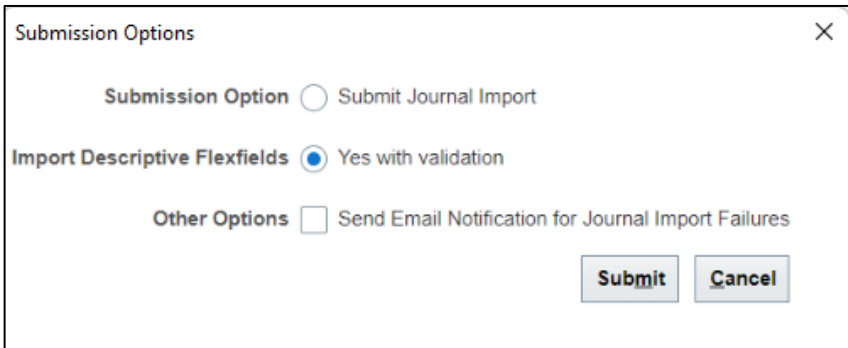 Submission Options
Submission Option Submit Journal Import
Import Descriptive Flexfields Yes with validation
Other Options Send Email Notification for Journal Import Failures
Submit Cancel